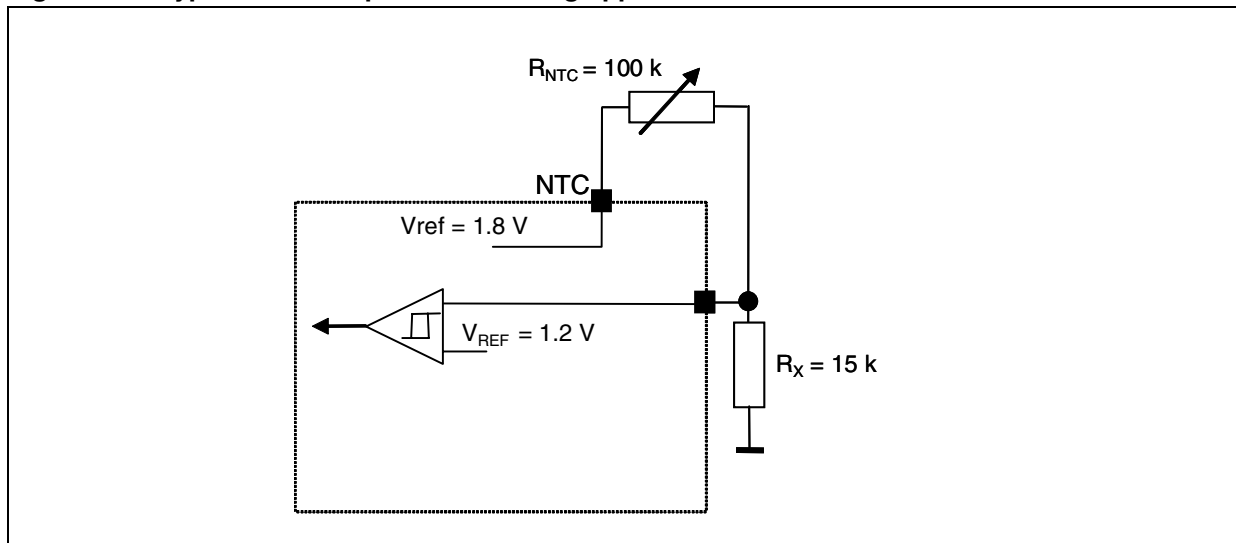 R_NTC = 100 k
NTC
Vref = 1.8 V
V_REF = 1.2 V
R_X = 15 k